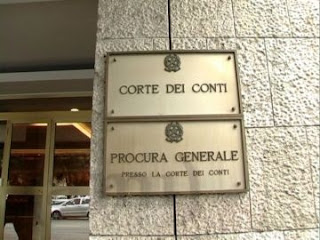 CORTE DEI CONTI
PROCURA GENERALE
PRESSO LA CORTE DEI CONTI